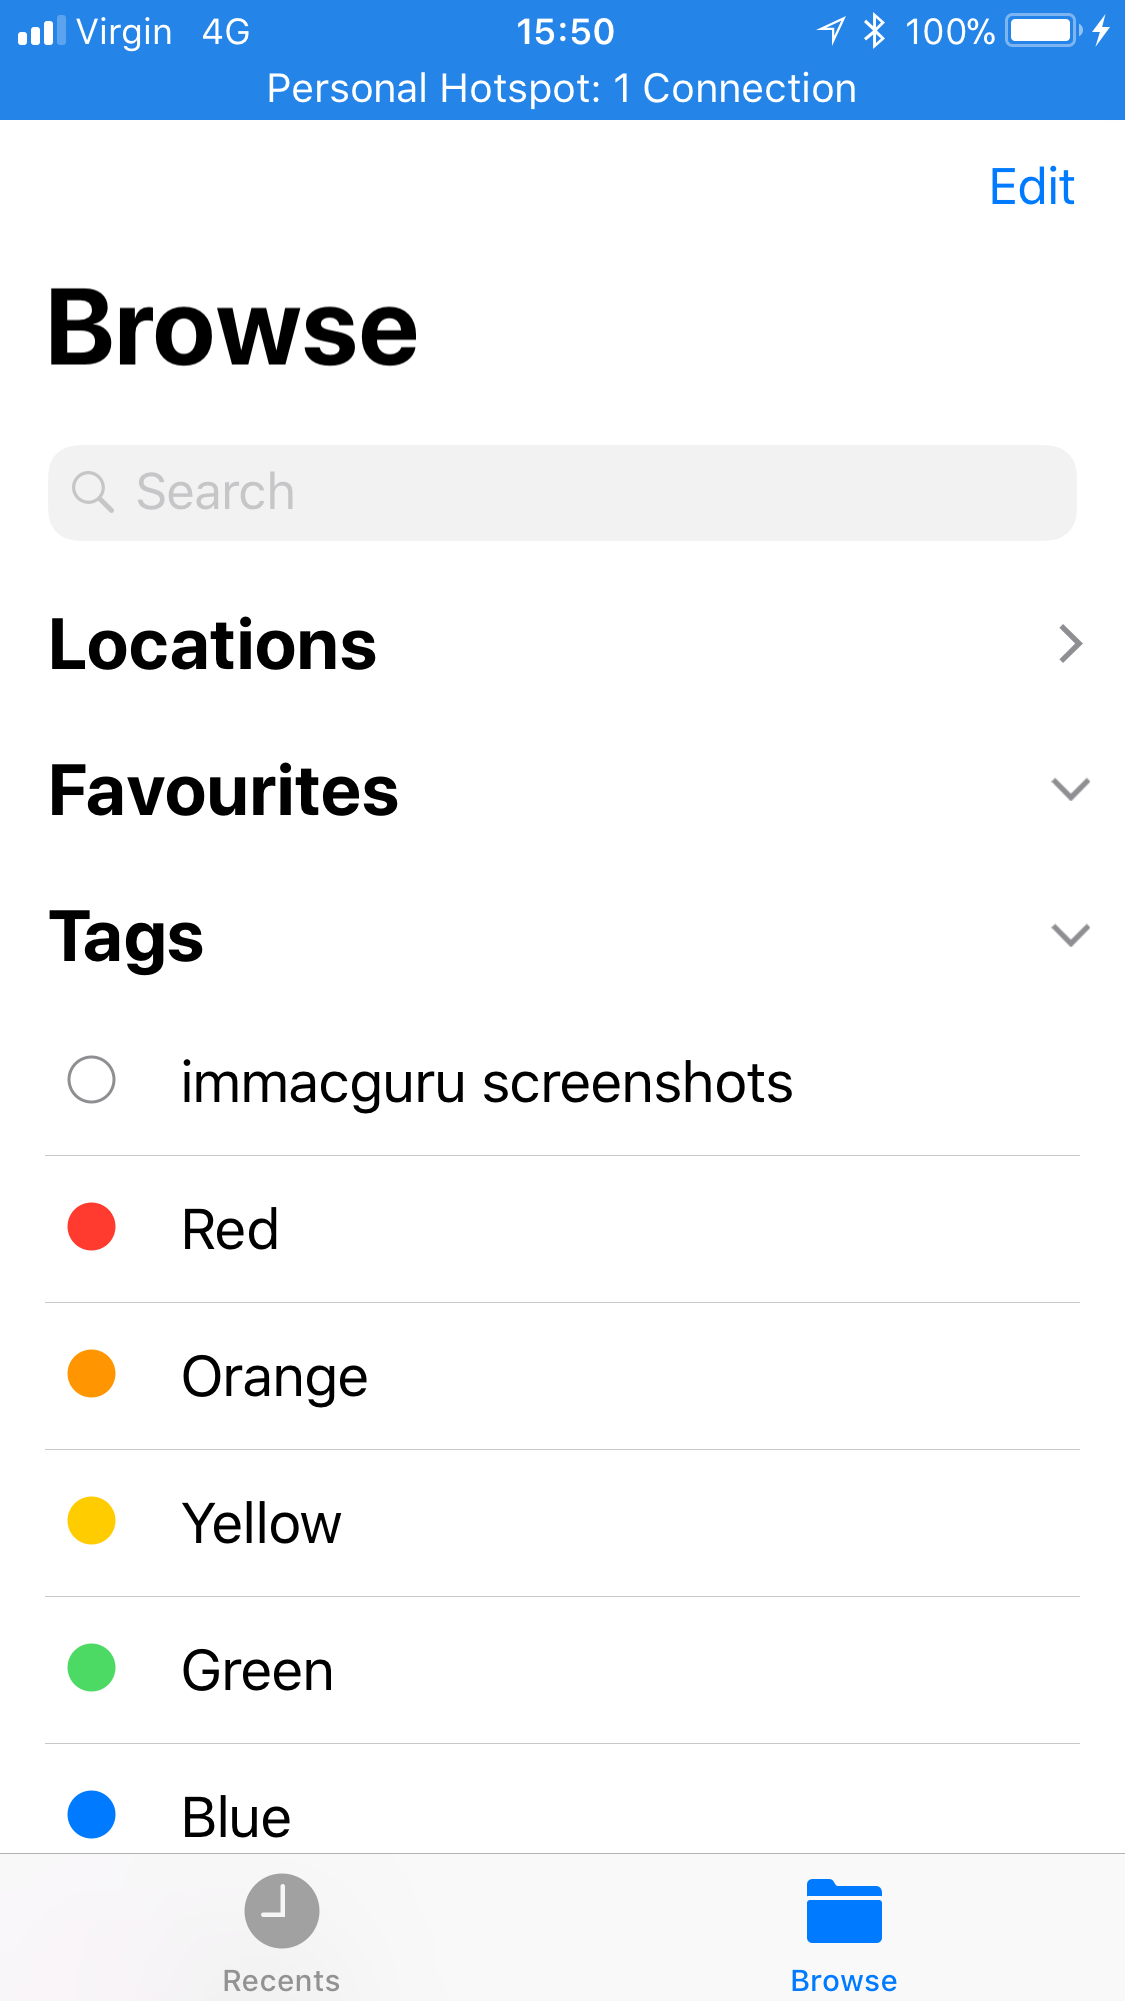 Virgin 4G 15:50 100%
Personal Hotspot: 1 Connection
Edit
Browse
Search
Locations
Favourites
Tags
immacguru screenshots
Red
Orange
Yellow
Green
Blue
Recents Browse